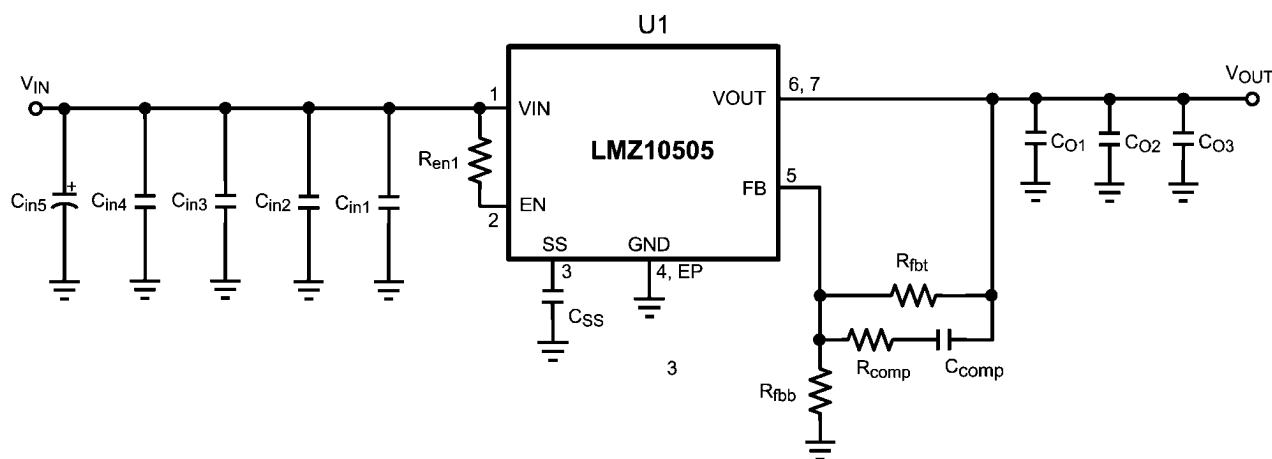 U1
VIN
1
VIN
VOUT
6, 7
VOUT
LMZ10505
Ren1
CO1
CO2
CO3
5
FB
Cin5
+
Cin4
Cin3
Cin2
Cin1
2
EN
SS
GND
3
4, EP
Rfbt
CSS
3
Rcomp
Ccomp
Rfbb